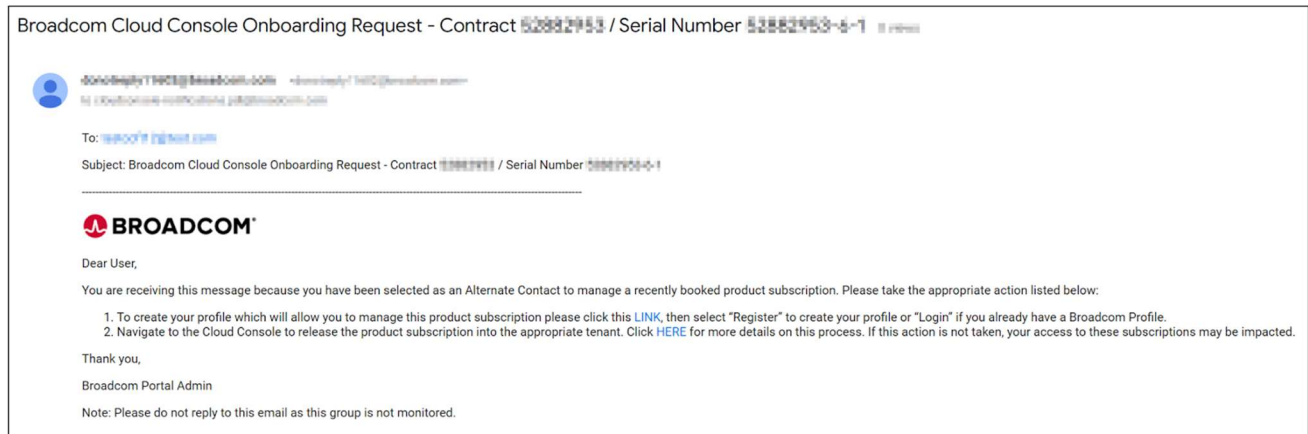 Broadcom Cloud Console Onboarding Request - Contract / Serial Number
To:
Subject: Broadcom Cloud Console Onboarding Request - Contract / Serial Number
BROADCOM®
Dear User,
You are receiving this message because you have been selected as an Alternate Contact to manage a recently booked product subscription. Please take the appropriate action listed below:
1. To create your profile which will allow you to manage this product subscription please click this LINK, then select “Register” to create your profile or “Login” if you already have a Broadcom Profile.
2. Navigate to the Cloud Console to release the product subscription into the appropriate tenant. Click HERE for more details on this process. If this action is not taken, your access to these subscriptions may be impacted.
Thank you,
Broadcom Portal Admin
Note: Please do not reply to this email as this group is not monitored.